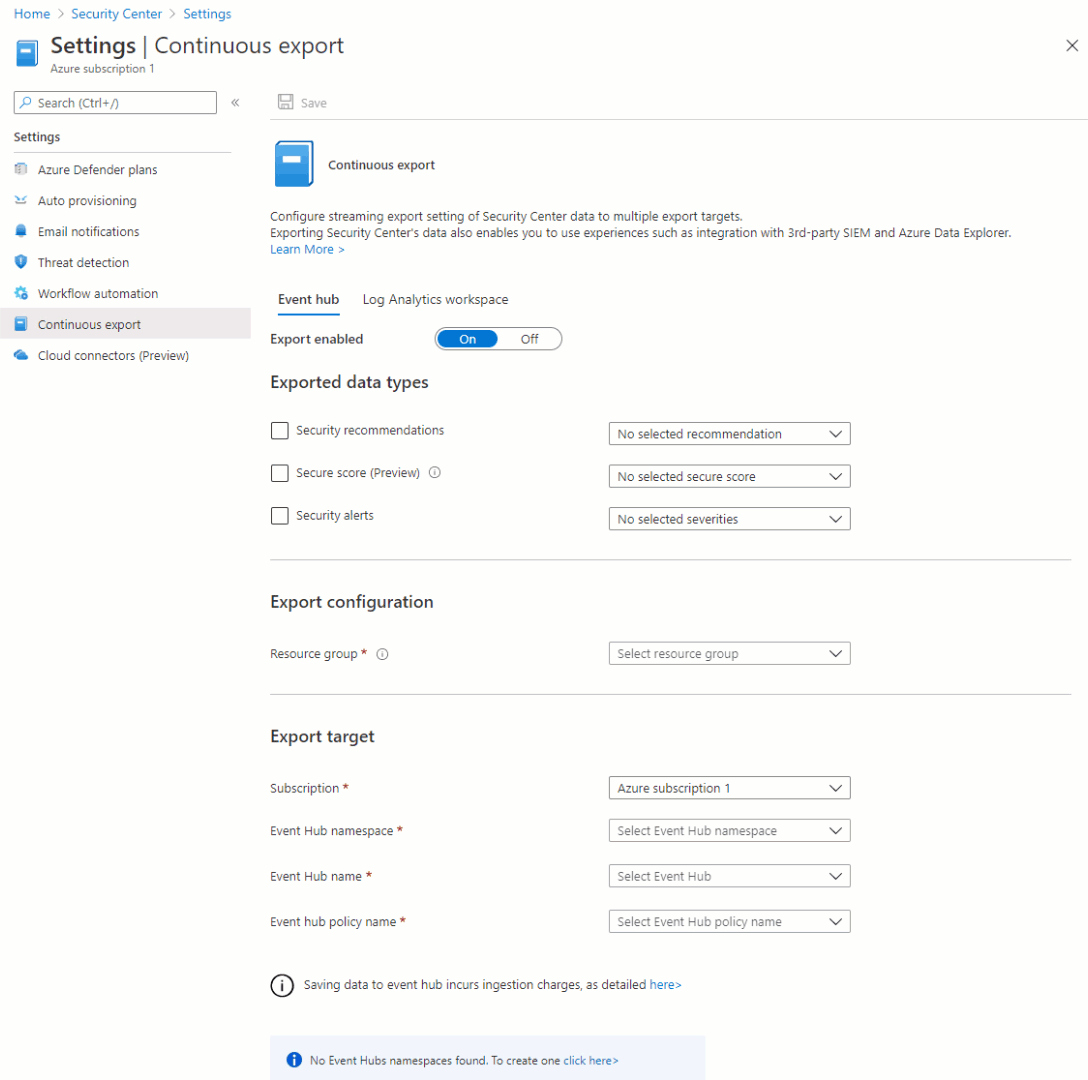 Home > Security Center > Settings
Settings | Continuous export
Azure subscription 1
Search (Ctrl+/)
«
Save
Settings
Azure Defender plans
Auto provisioning
Email notifications
Threat detection
Workflow automation
Continuous export
Cloud connectors (Preview)
Continuous export
Configure streaming export setting of Security Center data to multiple export targets.
Exporting Security Center's data also enables you to use experiences such as integration with 3rd-party SIEM and Azure Data Explorer.
Learn More >
Event hub Log Analytics workspace
Export enabled On Off
Exported data types
Security recommendations No selected recommendation
Secure score (Preview) No selected secure score
Security alerts No selected severities
Export configuration
Resource group * Select resource group
Export target
Subscription * Azure subscription 1
Event Hub namespace * Select Event Hub namespace
Event Hub name * Select Event Hub
Event hub policy name * Select Event Hub policy name
Saving data to event hub incurs ingestion charges, as detailed here>
No Event Hubs namespaces found. To create one click here>